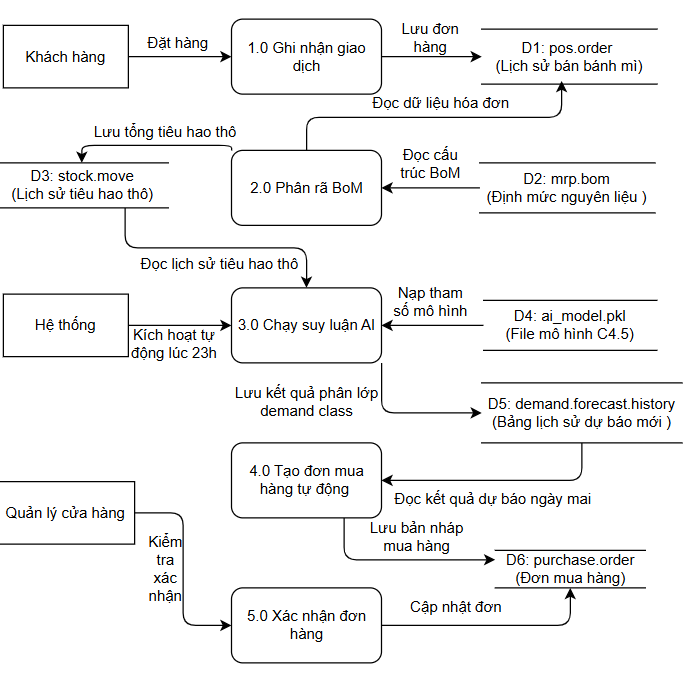 Khách hàng
Đặt hàng
1.0 Ghi nhận giao
dịch
Lưu đơn
hàng
D1: pos.order
(Lịch sử bán bánh mì)
Đọc dữ liệu hóa đơn
Lưu tổng tiêu hao thô
D3: stock.move
(Lịch sử tiêu hao thô)
2.0 Phân rã BoM
Đọc cấu
trúc BoM
D2: mrp.bom
(Định mức nguyên liệu )
Đọc lịch sử tiêu hao thô
Hệ thống
Kích hoạt tự
động lúc 23h
3.0 Chạy suy luận AI
Nạp tham
số mô hình
D4: ai_model.pkl
(File mô hình C4.5)
Lưu kết quả phân lớp
demand class
D5: demand.forecast.history
(Bảng lịch sử dự báo mới )
4.0 Tạo đơn mua
hàng tự động
Đọc kết quả dự báo ngày mai
Quản lý cửa hàng
Lưu bản nháp
mua hàng
Kiểm
tra
xác
nhận
D6: purchase.order
(Đơn mua hàng)
5.0 Xác nhận đơn
hàng
Cập nhật đơn